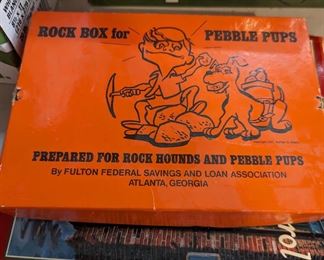 ROCK BOX for PEBBLE PUPS
PREPARED FOR ROCK HOUNDS AND PEBBLE PUPS
By FULTON FEDERAL SAVINGS AND LOAN ASSOCIATION
ATLANTA, GEORGIA